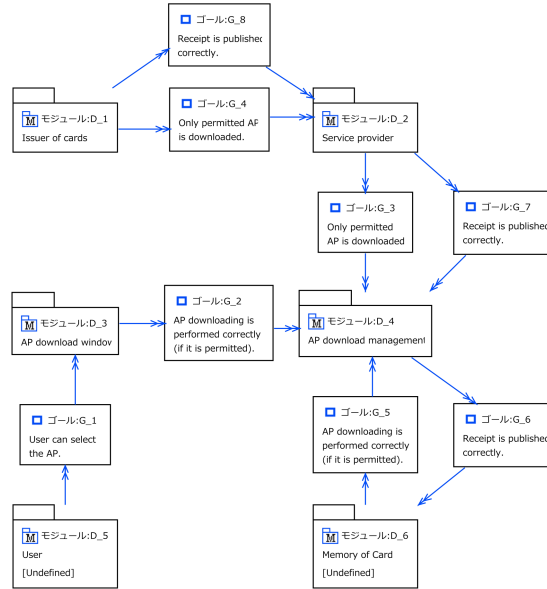 ゴール:G_8
Receipt is published
correctly.
M モジュール:D_1
Issuer of cards
ゴール:G_4
Only permitted AP
is downloaded.
M モジュール:D_2
Service provider
ゴール:G_3
Only permitted
AP is downloaded
ゴール:G_7
Receipt is published
correctly.
M モジュール:D_3
AP download window
ゴール:G_2
AP downloading is
performed correctly
(if it is permitted).
M モジュール:D_4
AP download management
ゴール:G_1
User can select
the AP.
ゴール:G_5
AP downloading is
performed correctly
(if it is permitted).
ゴール:G_6
Receipt is published
correctly.
M モジュール:D_5
User
[Undefined]
M モジュール:D_6
Memory of Card
[Undefined]